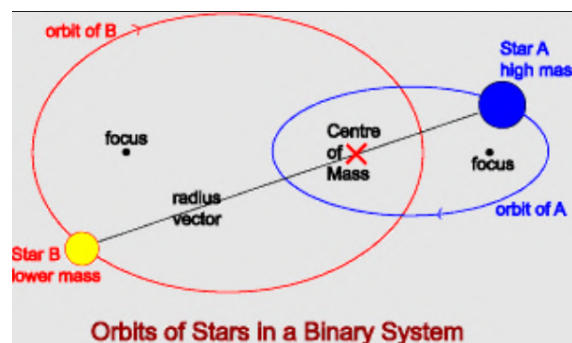 orbit of B
Star A
high mas
focus
Centre
of
Mass
focus
radius
vector
orbit of A
Star B
lower mass
Orbits of Stars in a Binary System